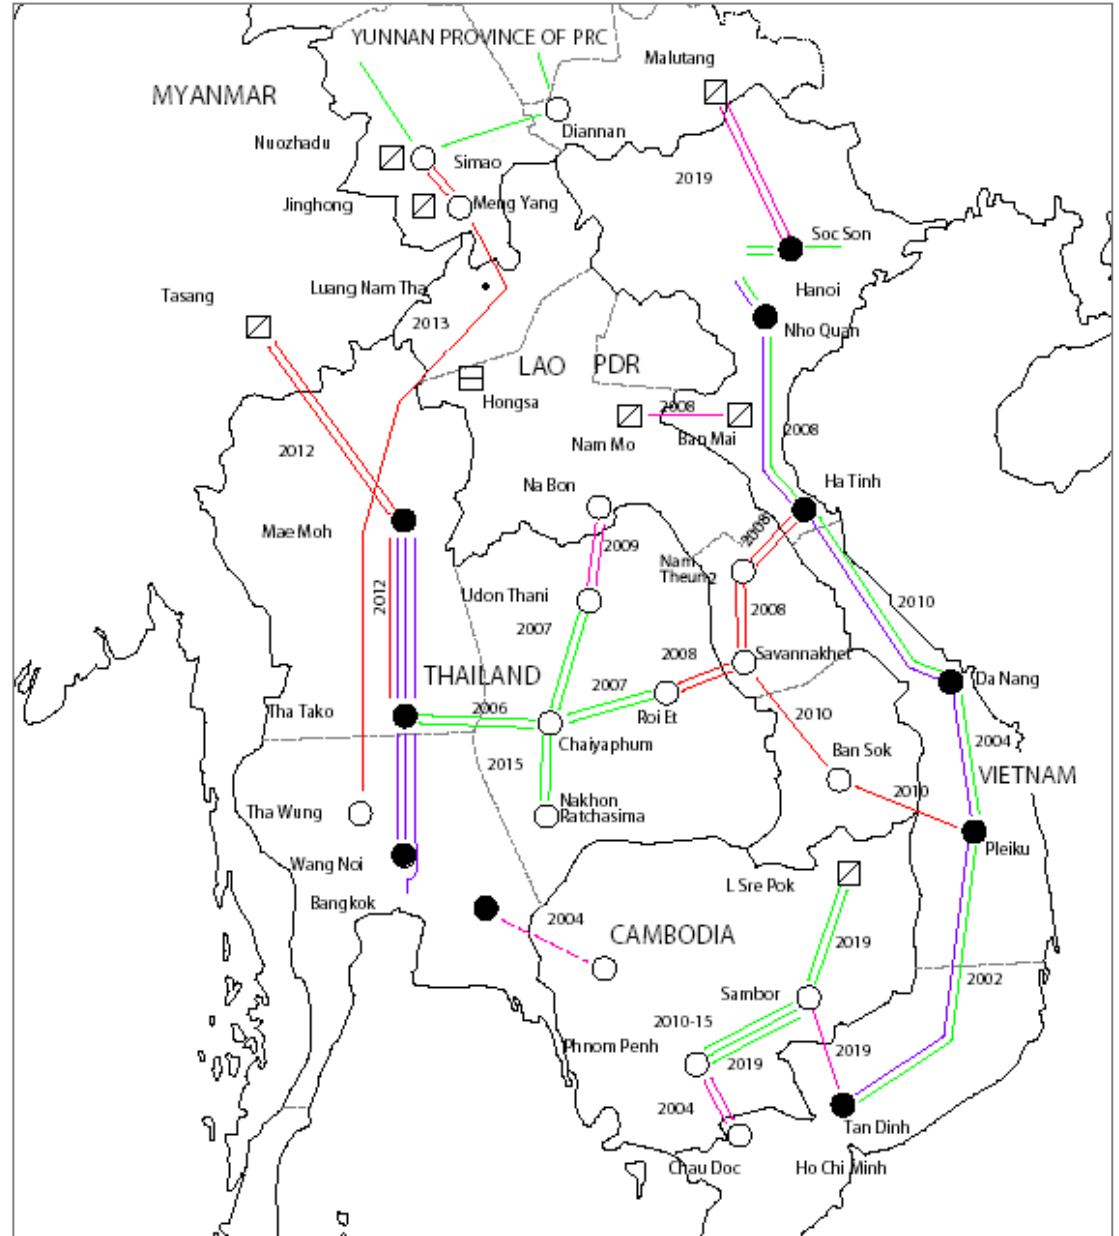 YUNNAN PROVINCE OF PRC
Malutang
MYANMAR
Diannan
Nuozhadu
Simao
2019
Jinghong
Meng Yang
Soc Son
Luang Nam Tha
Hanoi
Tasang
2013
Nho Quan
LAO PDR
Hongsa
2008
2008
Nam Mo
Ban Mai
2012
Na Bon
Ha Tinh
Mae Moh
2008
2009
Nam
Theun2
Udon Thani
2012
2010
2008
2007
2008
Savannakhet
THAILAND
2007
Da Nang
Tha Tako
2006
Roi Et
2010
Chaiyaphum
2004
Ban Sok
2015
VIETNAM
2010
Nakhon
Ratchasima
Tha Wung
Pleiku
Wang Noi
L Sre Pok
Bangkok
2004
CAMBODIA
2019
2002
Sambor
2010-15
Phnom Penh
2019
2019
2004
Tan Dinh
Chau Doc
Ho Chi Minh